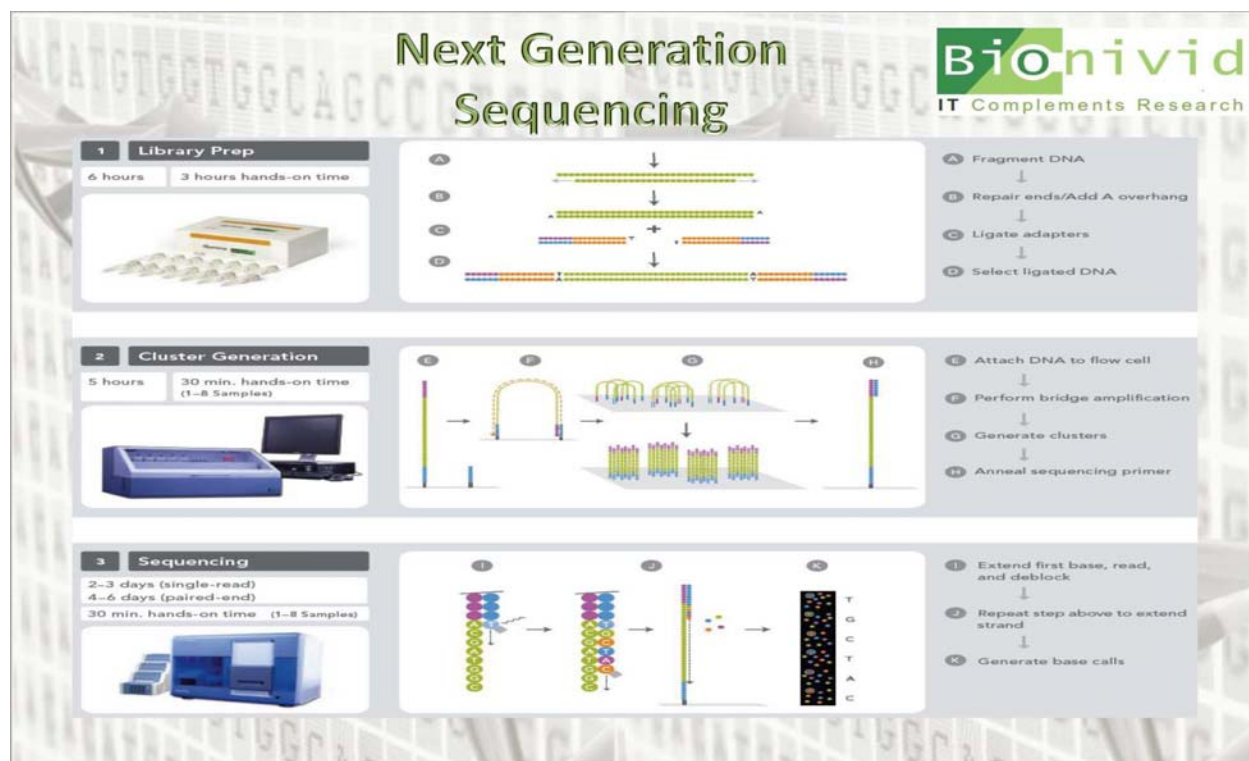 Next Generation
Sequencing
Bionivid
IT Complements Research
1 Library Prep
6 hours 3 hours hands-on time
A
B
C
D
A
A
+
T
T
T
A
A
T
A Fragment DNA
B Repair ends/Add A overhang
C Ligate adapters
D Select ligated DNA
2 Cluster Generation
5 hours 30 min. hands-on time
(1–8 Samples)
E F G H
E Attach DNA to flow cell
F Perform bridge amplification
G Generate clusters
H Anneal sequencing primer
3 Sequencing
2–3 days (single-read)
4–6 days (paired-end)
30 min. hands-on time (1–8 Samples)
I J K
T
G
C
T
A
C
I Extend first base, read,
and deblock
J Repeat step above to extend
strand
K Generate base calls